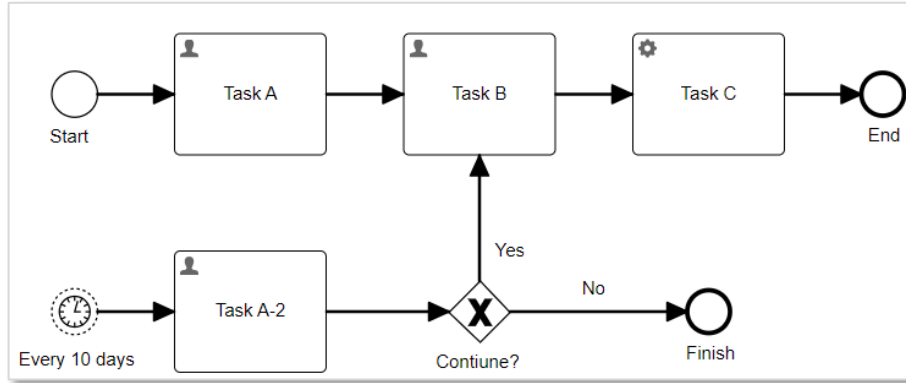 Task A
Task B
Task C
Start
End
Yes
Task A-2
No
Every 10 days
Contiune?
Finish